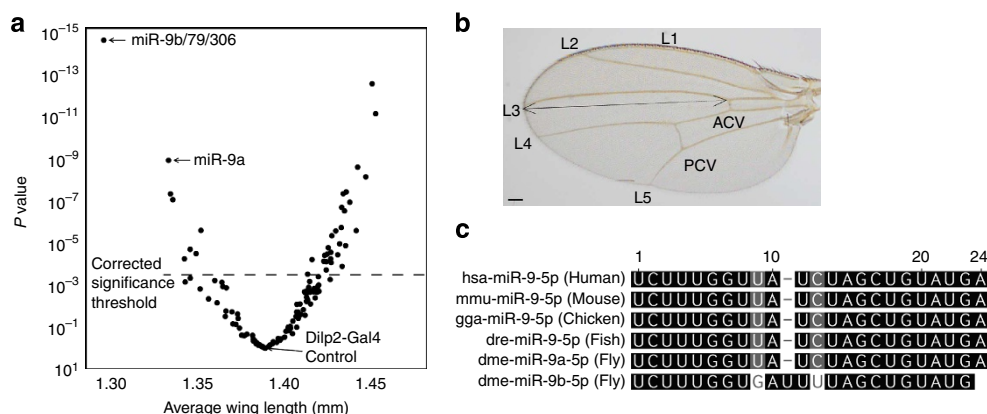 a
10⁻¹⁵
10⁻¹³
10⁻¹¹
10⁻⁹
10⁻⁷
10⁻⁵
10⁻³
10⁻¹
10¹
P value
miR-9b/79/306
miR-9a
Corrected
significance
threshold
Dilp2-Gal4
Control
1.30 1.35 1.40 1.45
Average wing length (mm)
b
L1
L2
L3
L4
L5
ACV
PCV
c
1 10 20 24
hsa-miR-9-5p (Human) UCUUUGGUUA-UCUAGCUGUAUGA
mmu-miR-9-5p (Mouse) UCUUUGGUUA-UCUAGCUGUAUGA
gga-miR-9-5p (Chicken) UCUUUGGUUA-UCUAGCUGUAUGA
dre-miR-9-5p (Fish) UCUUUGGUUA-UCUAGCUGUAUGA
dme-miR-9a-5p (Fly) UCUUUGGUUA-UCUAGCUGUAUGA
dme-miR-9b-5p (Fly) UCUUUGGUGAUUUUAGCUGUAUG